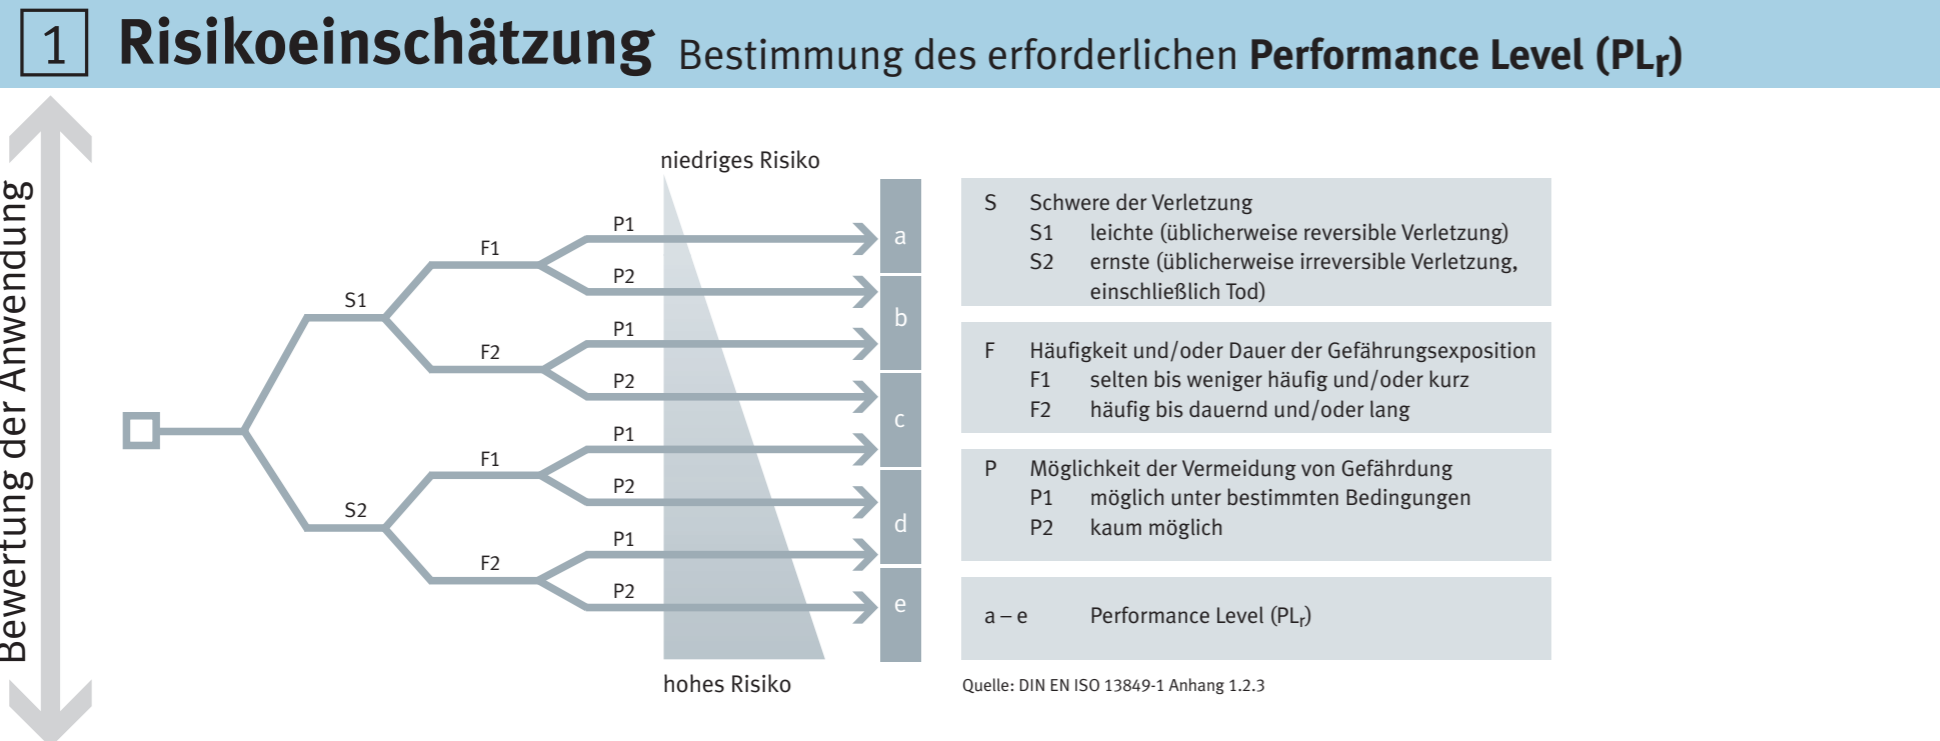 1 Risikoeinschätzung Bestimmung des erforderlichen Performance Level (PLr)
Bewertung der Anwendung
niedriges Risiko
S1
F1
P1
P2
F2
P1
P2
S2
F1
P1
P2
F2
P1
P2
hohes Risiko
a
b
c
d
e
S Schwere der Verletzung
S1 leichte (üblicherweise reversible Verletzung)
S2 ernste (üblicherweise irreversible Verletzung,
einschließlich Tod)
F Häufigkeit und/oder Dauer der Gefährdungsexposition
F1 selten bis weniger häufig und/oder kurz
F2 häufig bis dauernd und/oder lang
P Möglichkeit der Vermeidung von Gefährdung
P1 möglich unter bestimmten Bedingungen
P2 kaum möglich
a – e Performance Level (PLr)
Quelle: DIN EN ISO 13849-1 Anhang 1.2.3